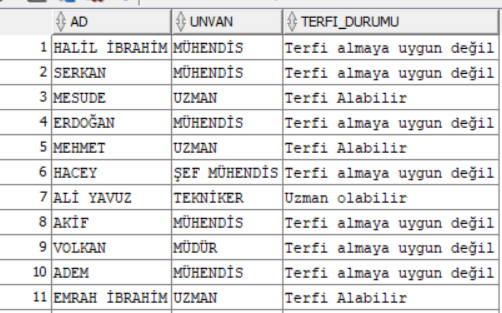 AD UNVAN TERFI_DURUMU
1 HALİL İBRAHİM MÜHENDİS Terfi almaya uygun değil
2 SERKAN MÜHENDİS Terfi almaya uygun değil
3 MESUDE UZMAN Terfi Alabilir
4 ERDOĞAN MÜHENDİS Terfi almaya uygun değil
5 MEHMET UZMAN Terfi Alabilir
6 HACEY ŞEF MÜHENDİS Terfi almaya uygun değil
7 ALİ YAVUZ TEKNİKER Uzman olabilir
8 AKİF MÜHENDİS Terfi almaya uygun değil
9 VOLKAN MÜDÜR Terfi almaya uygun değil
10 ADEM MÜHENDİS Terfi almaya uygun değil
11 EMRAH İBRAHİM UZMAN Terfi Alabilir